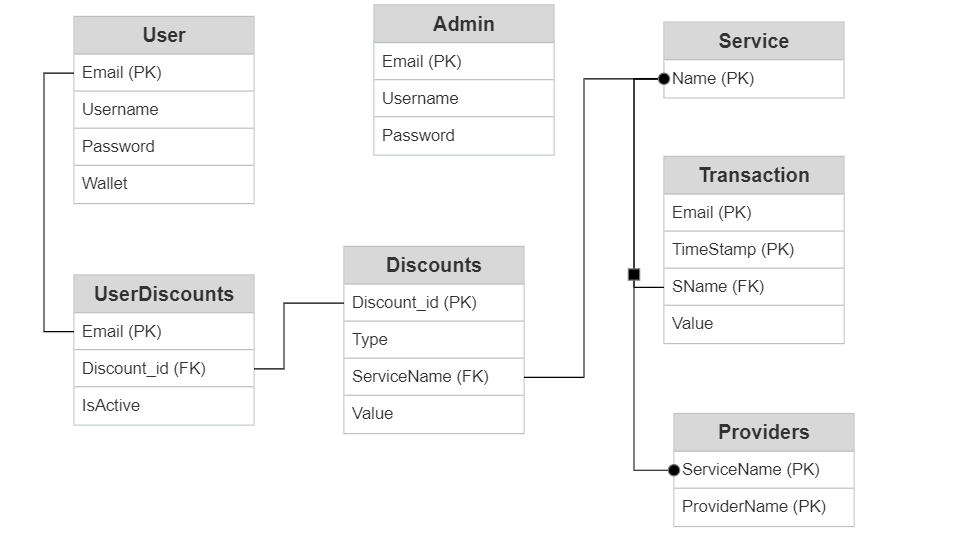 User
Email (PK)
Username
Password
Wallet
Admin
Email (PK)
Username
Password
Service
Name (PK)
Transaction
Email (PK)
TimeStamp (PK)
SName (FK)
Value
UserDiscounts
Email (PK)
Discount_id (FK)
IsActive
Discounts
Discount_id (PK)
Type
ServiceName (FK)
Value
Providers
ServiceName (PK)
ProviderName (PK)